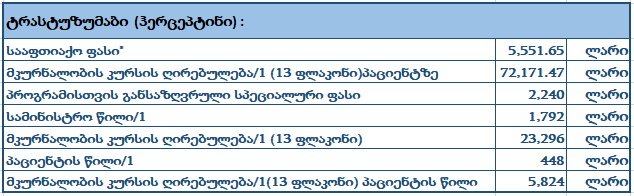 ტრასტუზუმაბი (ჰერცეპტინი) :
სააფთიაქო ფასი* 5,551.65 ლარი
მკურნალობის კურსის ღირებულება/1 (13 ფლაკონი)პაციენტზე 72,171.47 ლარი
პროგრამისთვის განსაზღვრული სპეციალური ფასი 2,240 ლარი
სამინისტრო წილი/1 1,792 ლარი
მკურნალობის კურსის ღირებულება/1 (13 ფლაკონი) 23,296 ლარი
პაციენტის წილი/1 448 ლარი
მკურნალობის კურსის ღირებულება/1(13 ფლაკონი) პაციენტის წილი 5,824 ლარი